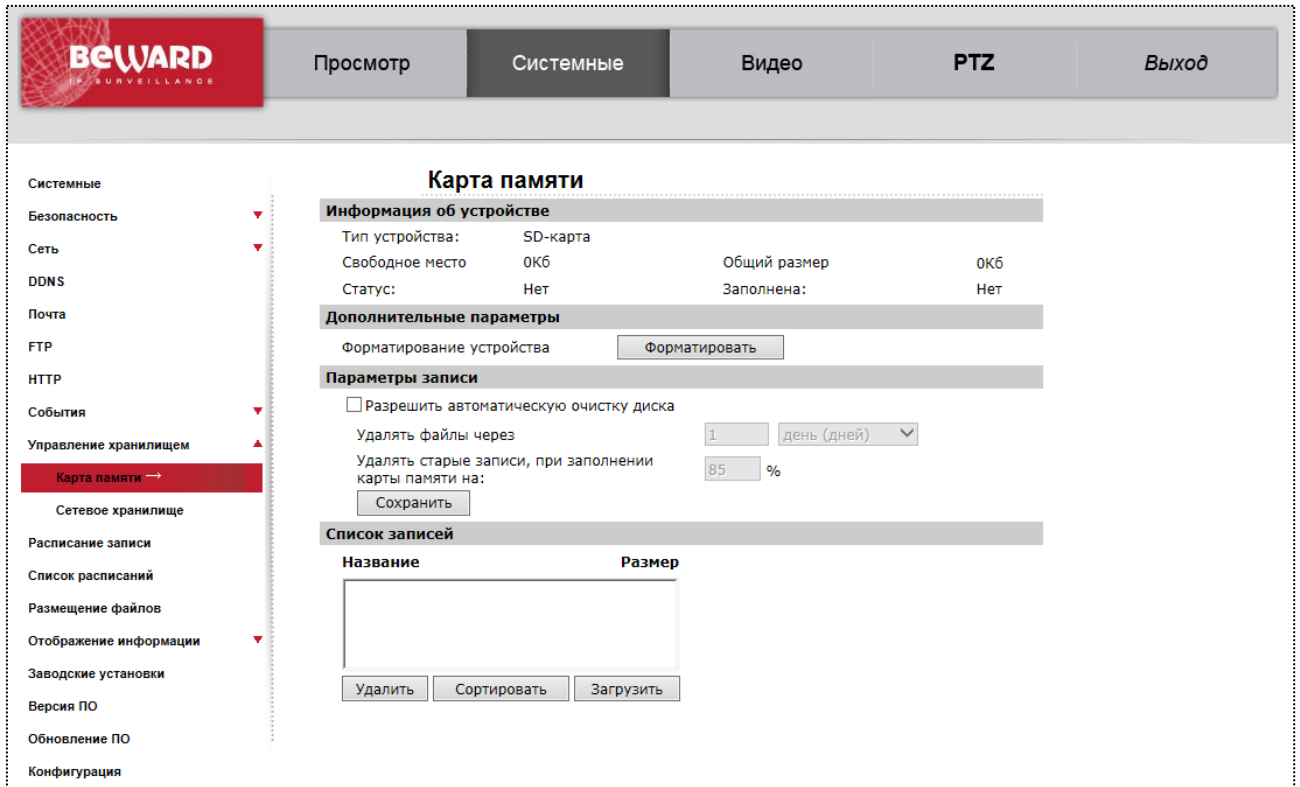 BEWARD
IP SURVEILLANCE
Просмотр Системные Видео PTZ Выход
Системные
Безопасность
Сеть
DDNS
Почта
FTP
HTTP
События
Управление хранилищем
Карта памяти →
Сетевое хранилище
Расписание записи
Список расписаний
Размещение файлов
Отображение информации
Заводские установки
Версия ПО
Обновление ПО
Конфигурация
Карта памяти
Информация об устройстве
Тип устройства: SD-карта
Свободное место 0Кб Общий размер 0Кб
Статус: Нет Заполнена: Нет
Дополнительные параметры
Форматирование устройства Форматировать
Параметры записи
Разрешить автоматическую очистку диска
Удалять файлы через 1 день (дней)
Удалять старые записи, при заполнении
карты памяти на: 85 %
Сохранить
Список записей
Название Размер
Удалить Сортировать Загрузить